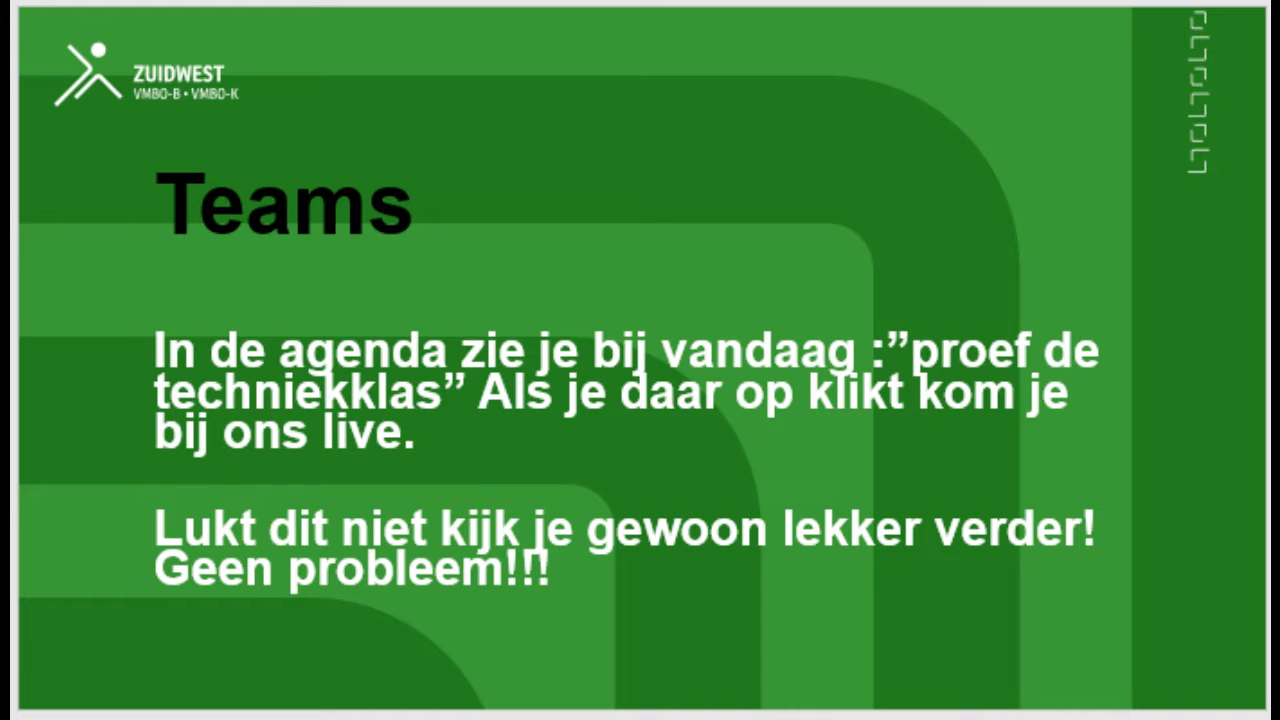 ZUIDWEST
VMBO-B • VMBO-K
Teams
In de agenda zie je bij vandaag :”proef de
techniekklas” Als je daar op klikt kom je
bij ons live.
Lukt dit niet kijk je gewoon lekker verder!
Geen probleem!!!